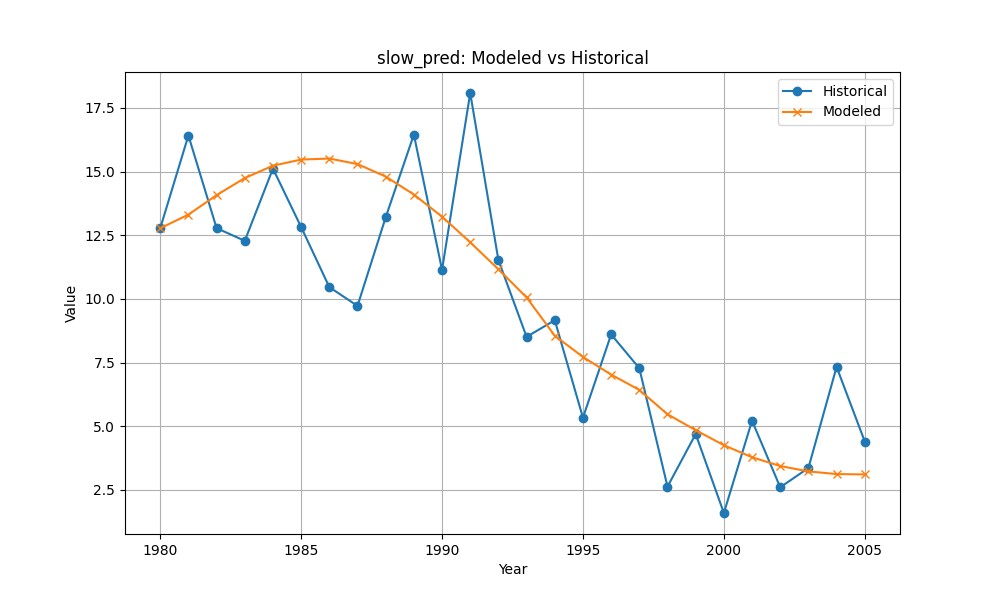 slow_pred: Modeled vs Historical
Historical
Modeled
17.5
15.0
12.5
10.0
7.5
5.0
2.5
Value
1980
1985
1990
1995
2000
2005
Year